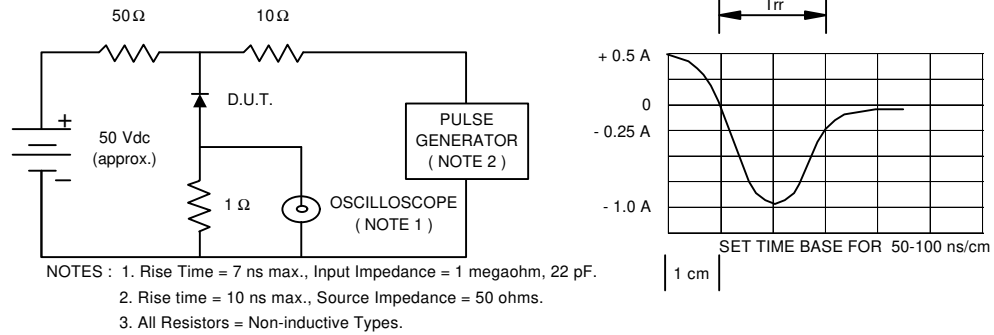 50 Ω
10 Ω
+
50 Vdc
(approx.)
D.U.T.
1 Ω
OSCILLOSCOPE
( NOTE 1 )
PULSE
GENERATOR
( NOTE 2 )
Trr
+ 0.5 A
0
- 0.25 A
- 1.0 A
SET TIME BASE FOR 50-100 ns/cm
1 cm
NOTES : 1. Rise Time = 7 ns max., Input Impedance = 1 megaohm, 22 pF.
2. Rise time = 10 ns max., Source Impedance = 50 ohms.
3. All Resistors = Non-inductive Types.